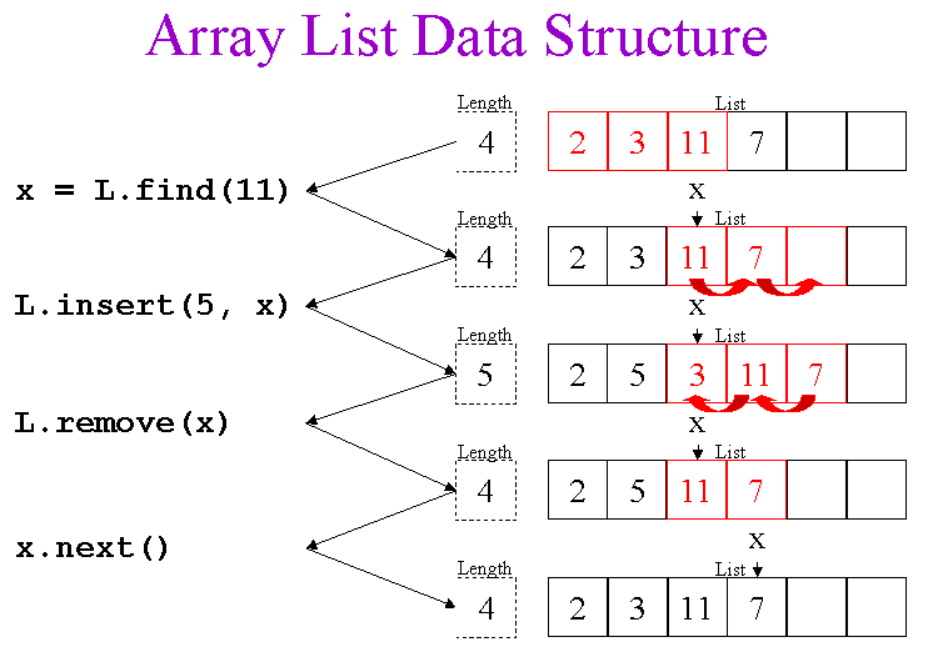 Array List Data Structure
Length List
4 2 3 11 7
x = L.find(11)
x
Length List
4 2 3 11 7
L.insert(5, x)
x
Length List
5 2 5 3 11 7
L.remove(x)
x
Length List
4 2 5 11 7
x.next()
x
Length List
4 2 3 11 7